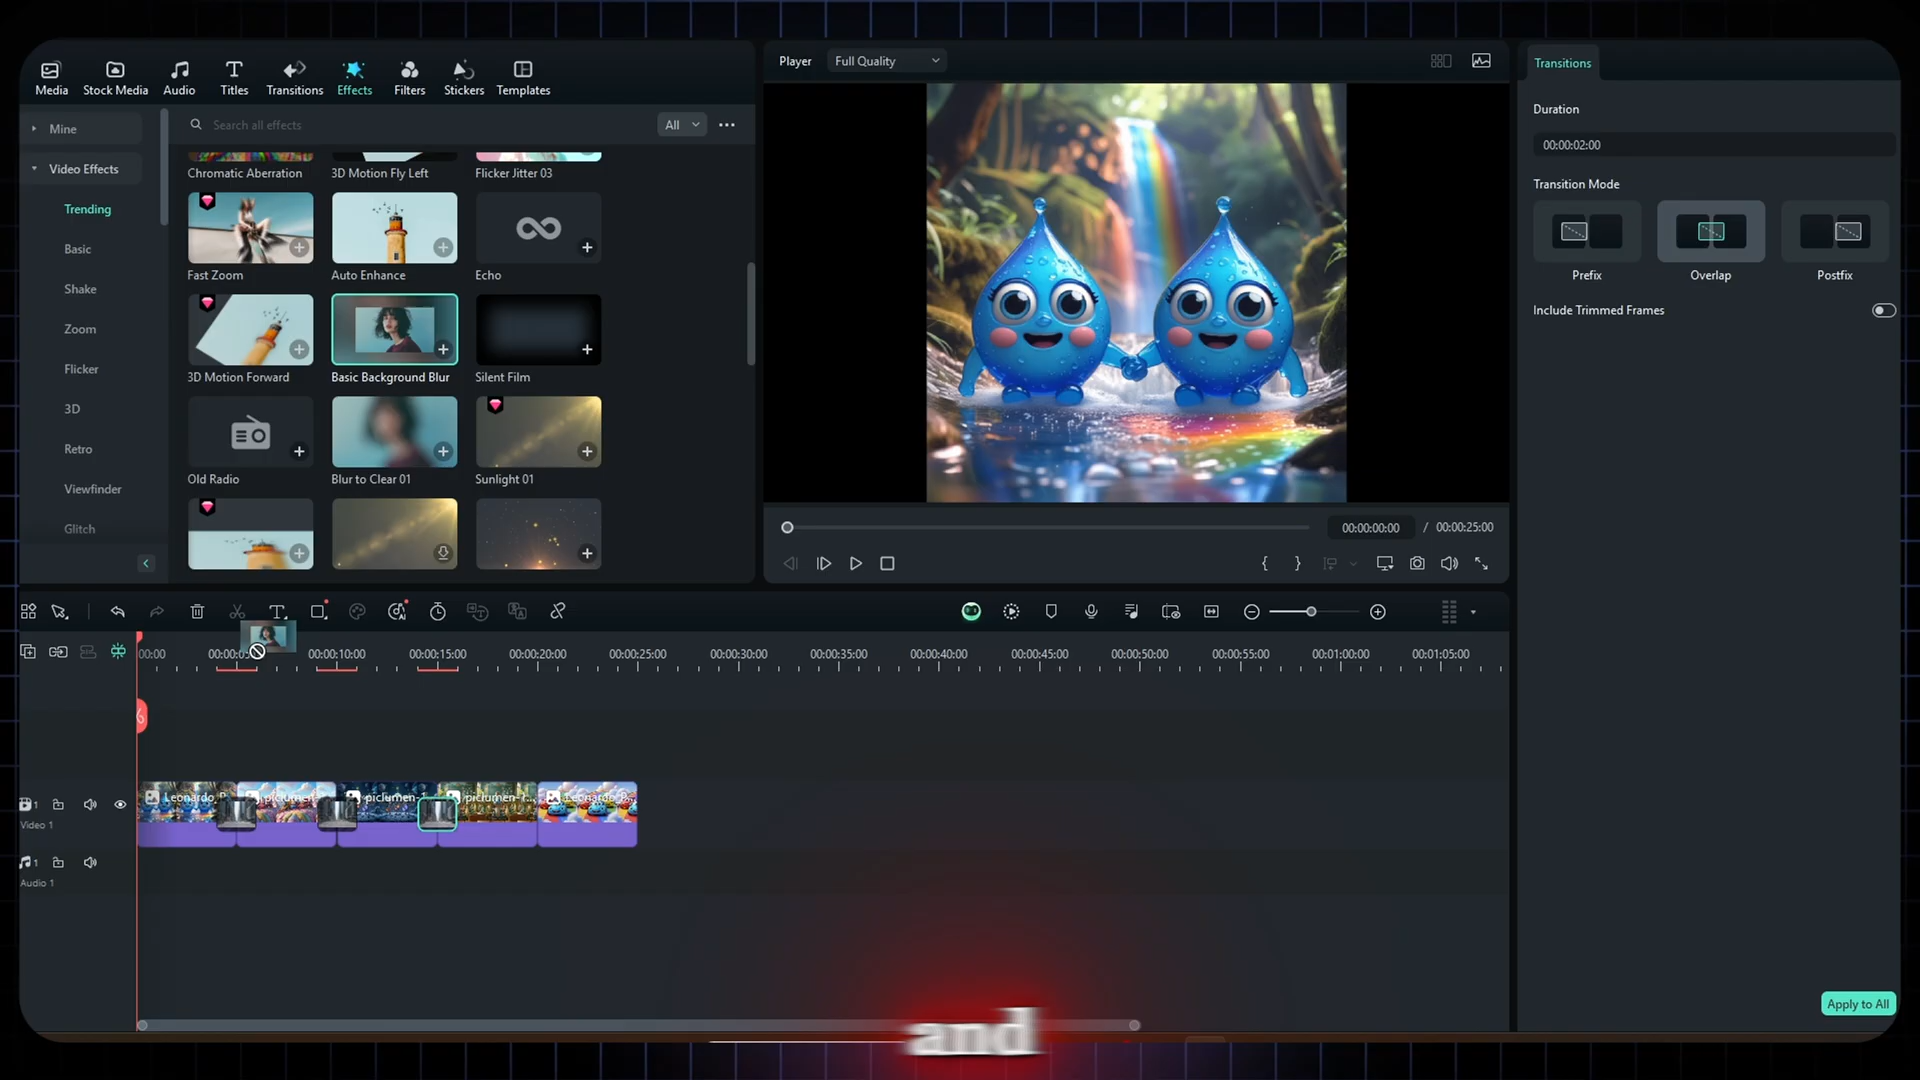 Media
Stock Media
Audio
Titles
Transitions
Effects
Filters
Stickers
Templates
Player
Full Quality
Transitions
Mine
Search all effects
All
Duration
00:00:02:00
Video Effects
Chromatic Aberration
3D Motion Fly Left
Flicker Jitter 03
Transition Mode
Trending
Basic
Shake
Zoom
Flicker
3D
Retro
Viewfinder
Glitch
Fast Zoom
Auto Enhance
Echo
Prefix
Overlap
Postfix
Include Trimmed Frames
3D Motion Forward
Basic Background Blur
Silent Film
Old Radio
Blur to Clear 01
Sunlight 01
00:00:00:00 / 00:00:25:00
00:00:10:00
00:00:15:00
00:00:20:00
00:00:25:00
00:00:30:00
00:00:35:00
00:00:40:00
00:00:45:00
00:00:50:00
00:00:55:00
00:01:00:00
00:01:05:00
1
Video 1
1
Audio 1
Apply to All
and